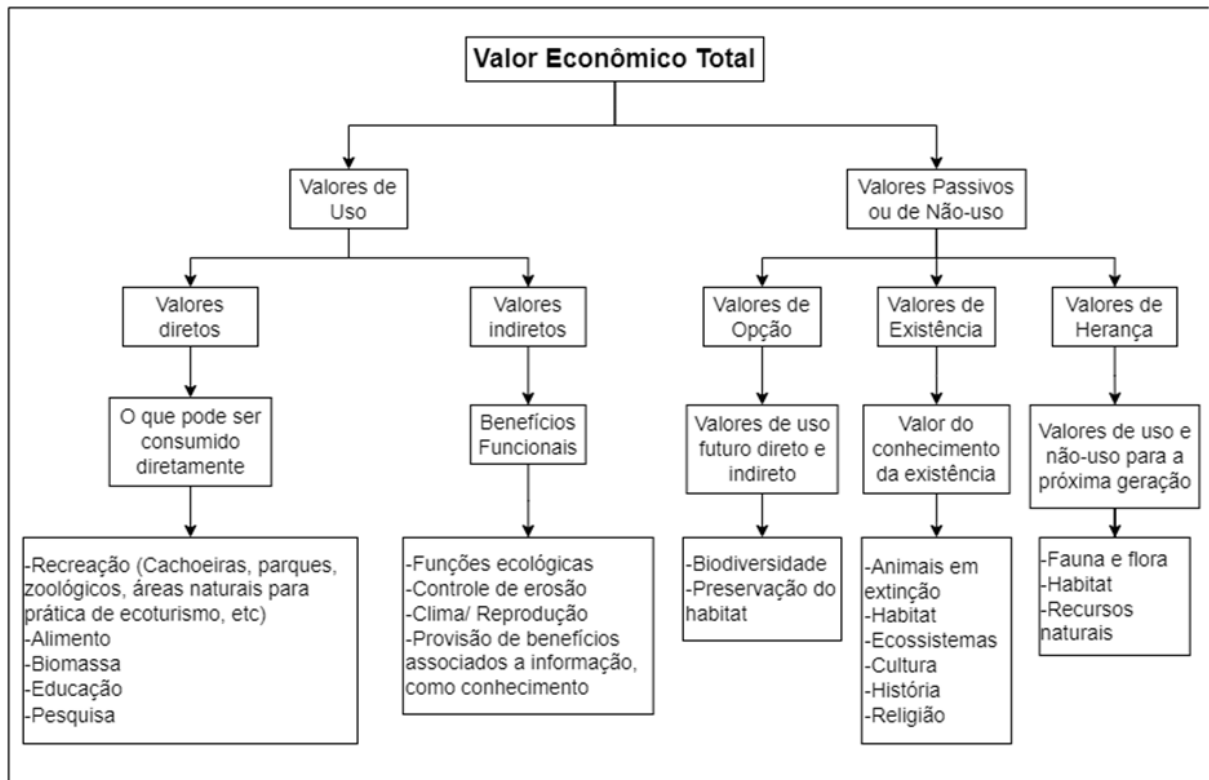 Valor Econômico Total
Valores de
Uso
Valores Passivos
ou de Não-uso
Valores
diretos
Valores
indiretos
Valores de
Opção
Valores de
Existência
Valores de
Herança
O que pode ser
consumido
diretamente
Benefícios
Funcionais
Valores de uso
futuro direto e
indireto
Valor do
conhecimento
da existência
Valores de uso e
não-uso para a
próxima geração
-Recreação (Cachoeiras, parques,
zoológicos, áreas naturais para
prática de ecoturismo, etc)
-Alimento
-Biomassa
-Educação
-Pesquisa
-Funções ecológicas
-Controle de erosão
-Clima/ Reprodução
-Provisão de benefícios
associados a informação,
como conhecimento
-Biodiversidade
-Preservação do
habitat
-Animais em
extinção
-Habitat
-Ecossistemas
-Cultura
-História
-Religião
-Fauna e flora
-Habitat
-Recursos
naturais